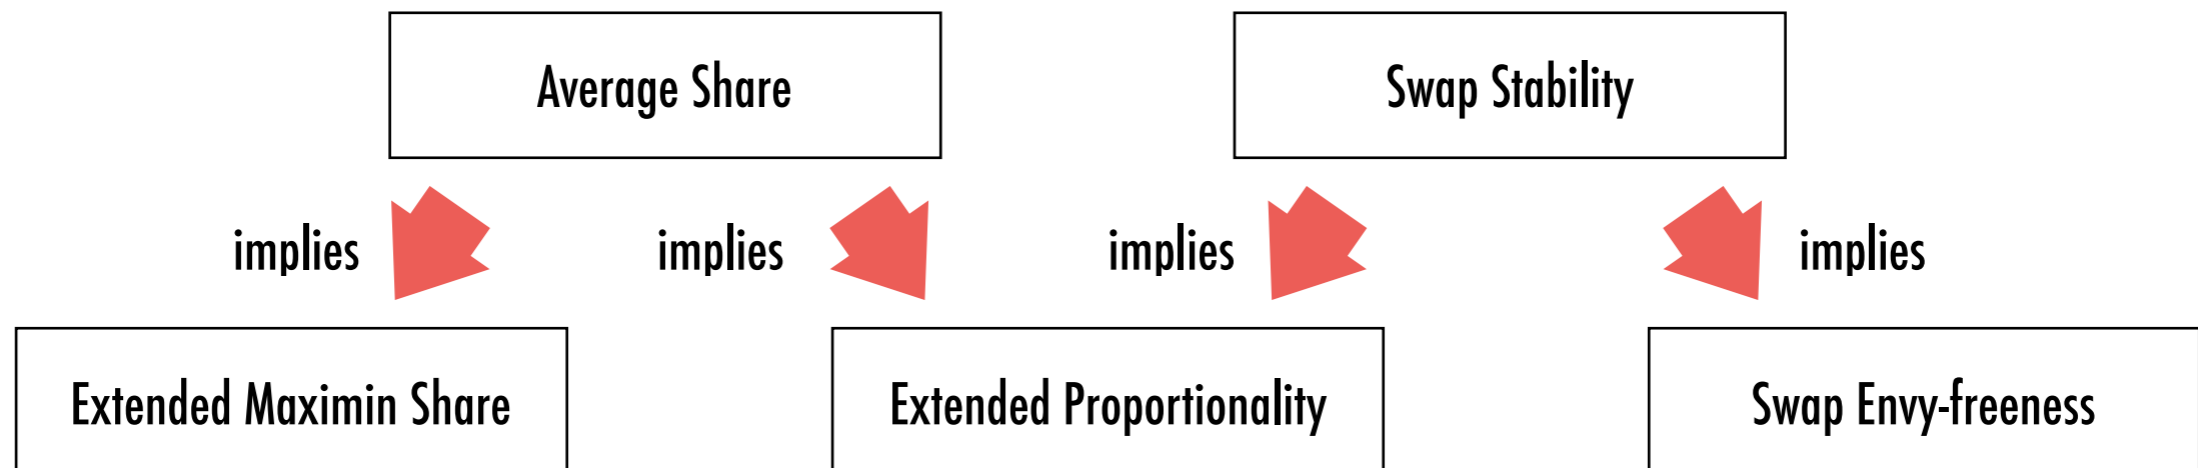 Average Share
Swap Stability
implies
implies
implies
implies
Extended Maximin Share
Extended Proportionality
Swap Envy-freeness